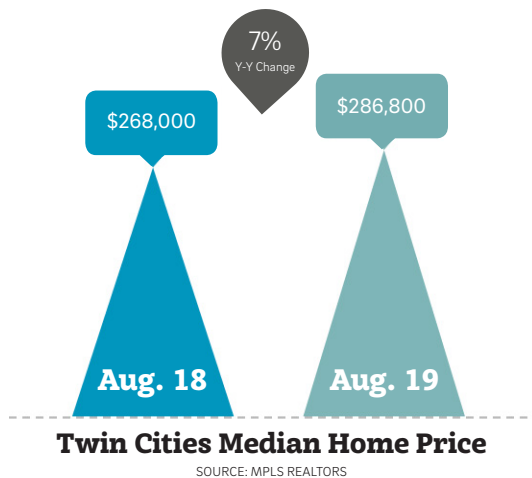 7%
Y-Y Change
$268,000
$286,800
Aug. 18
Aug. 19
Twin Cities Median Home Price
SOURCE: MPLS REALTORS